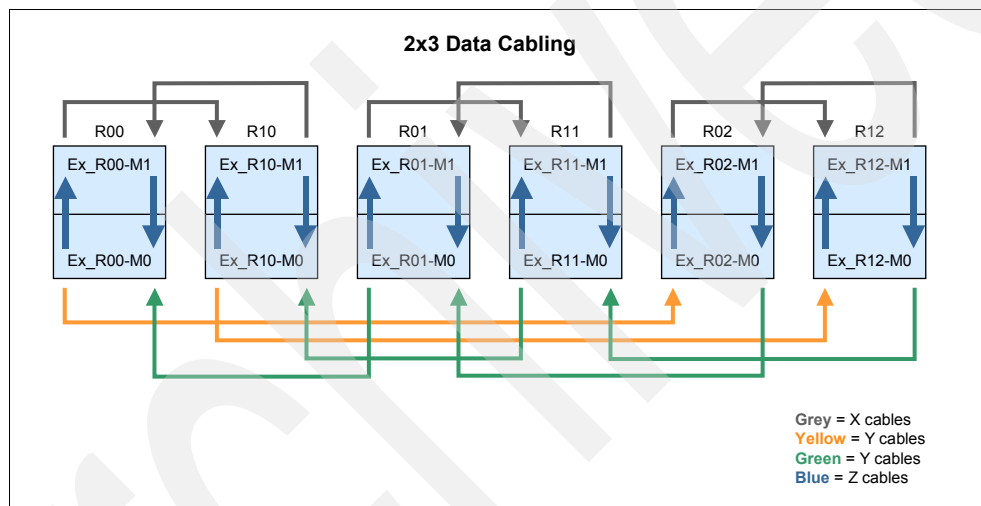 2x3 Data Cabling
R00 R10 R01 R11 R02 R12
Ex_R00-M1 Ex_R10-M1 Ex_R01-M1 Ex_R11-M1 Ex_R02-M1 Ex_R12-M1
Ex_R00-M0 Ex_R10-M0 Ex_R01-M0 Ex_R11-M0 Ex_R02-M0 Ex_R12-M0
Grey = X cables
Yellow = Y cables
Green = Y cables
Blue = Z cables